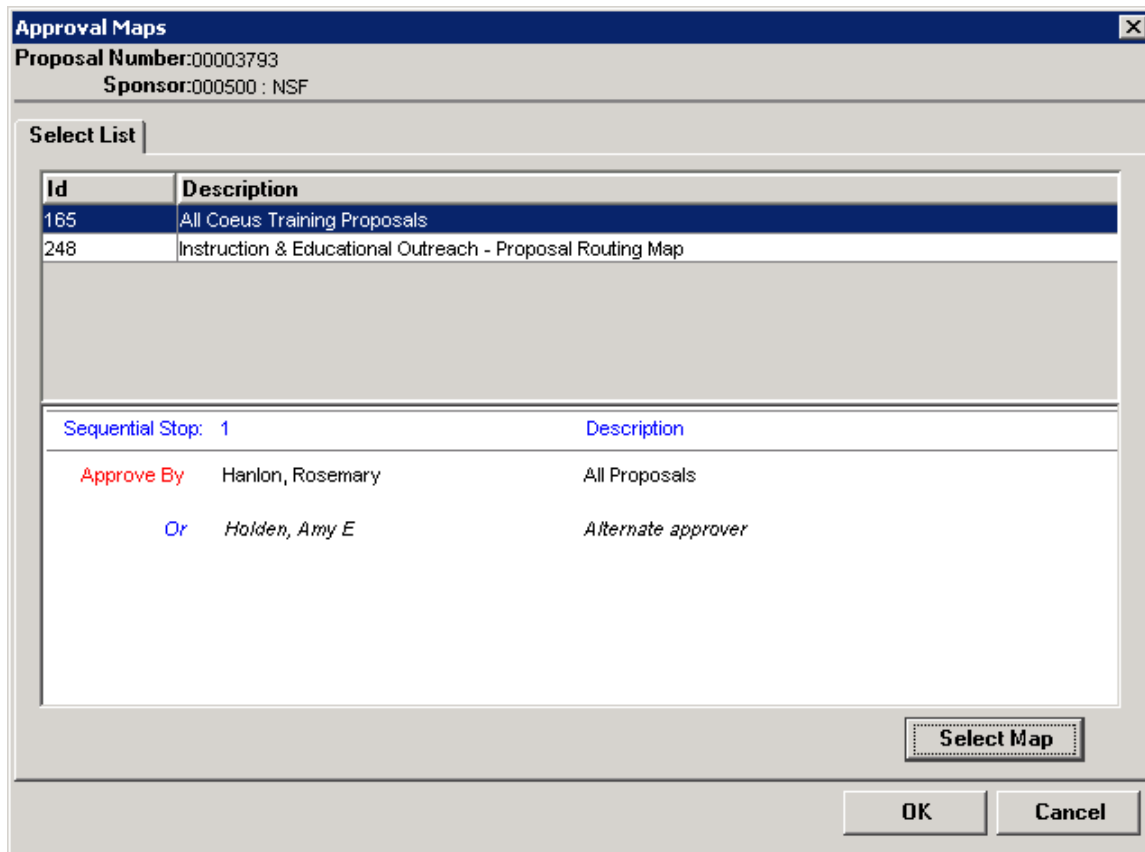 Approval Maps
Proposal Number:00003793
Sponsor:000500 : NSF
Select List
Id Description
165 All Coeus Training Proposals
248 Instruction & Educational Outreach - Proposal Routing Map
Sequential Stop: 1 Description
Approve By Hanlon, Rosemary All Proposals
Or Holden, Amy E Alternate approver
Select Map
OK Cancel